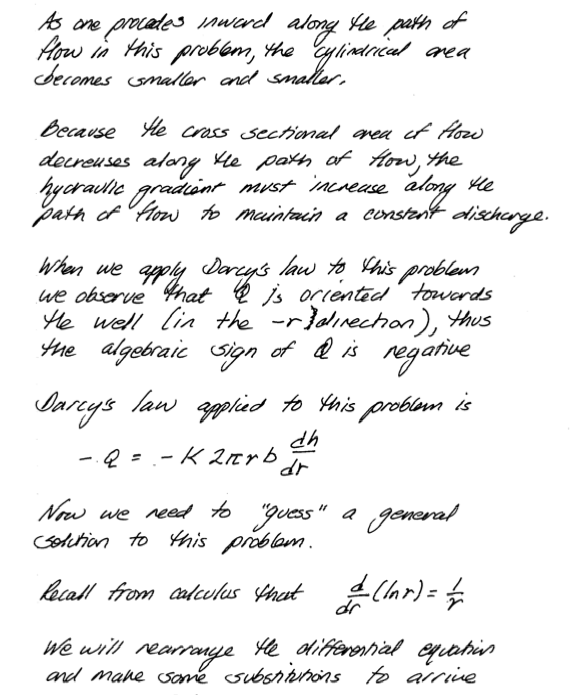 As one procedes inward along the path of
flow in this problem, the cylindrical area
becomes smaller and smaller.
Because the cross sectional area of flow
decreases along the path of flow, the
hydraulic gradient must increase along the
path of flow to maintain a constant discharge.
When we apply Darcy's law to this problem
we observe that Q is oriented towards
the well (in the -r direction), thus
the algebraic sign of Q is negative
Darcy's law applied to this problem is
- Q = - K 2πrb dh/dr
Now we need to "guess" a general
solution to this problem.
Recall from calculus that d/dr (ln r) = 1/r
We will rearrange the differential equation
and make some substitutions to arrive